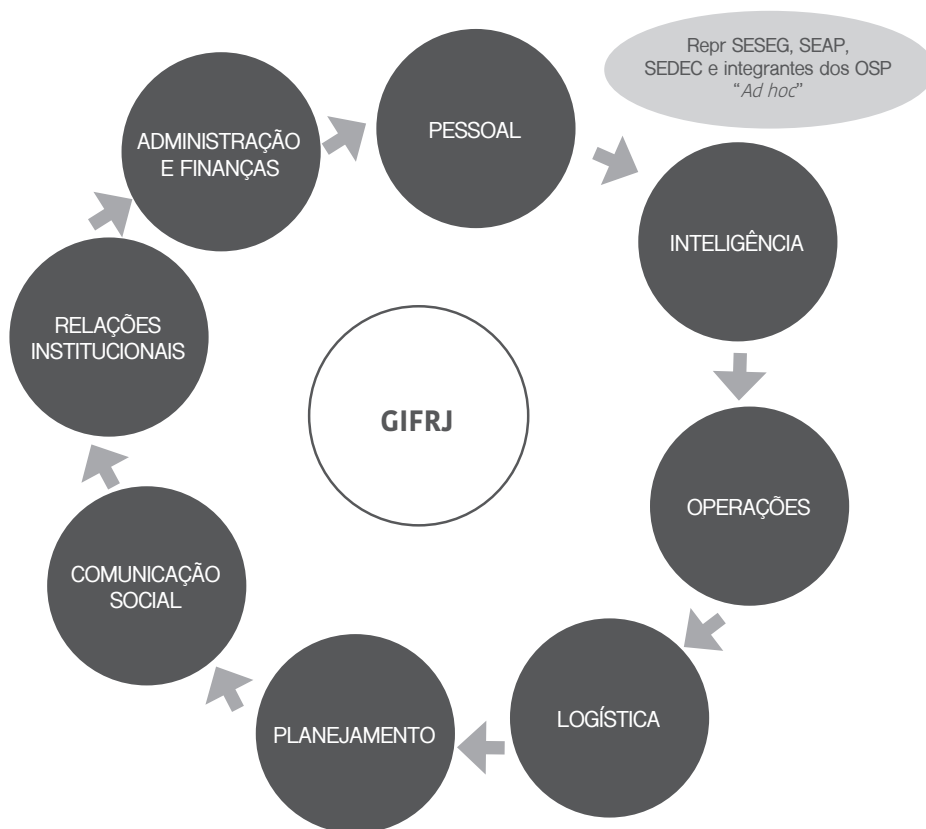 Repr SESEG, SEAP,
SEDEC e integrantes dos OSP
“Ad hoc”
PESSOAL
INTELIGÊNCIA
OPERAÇÕES
LOGÍSTICA
PLANEJAMENTO
COMUNICAÇÃO
SOCIAL
RELAÇÕES
INSTITUCIONAIS
ADMINISTRAÇÃO
E FINANÇAS
GIFRJ